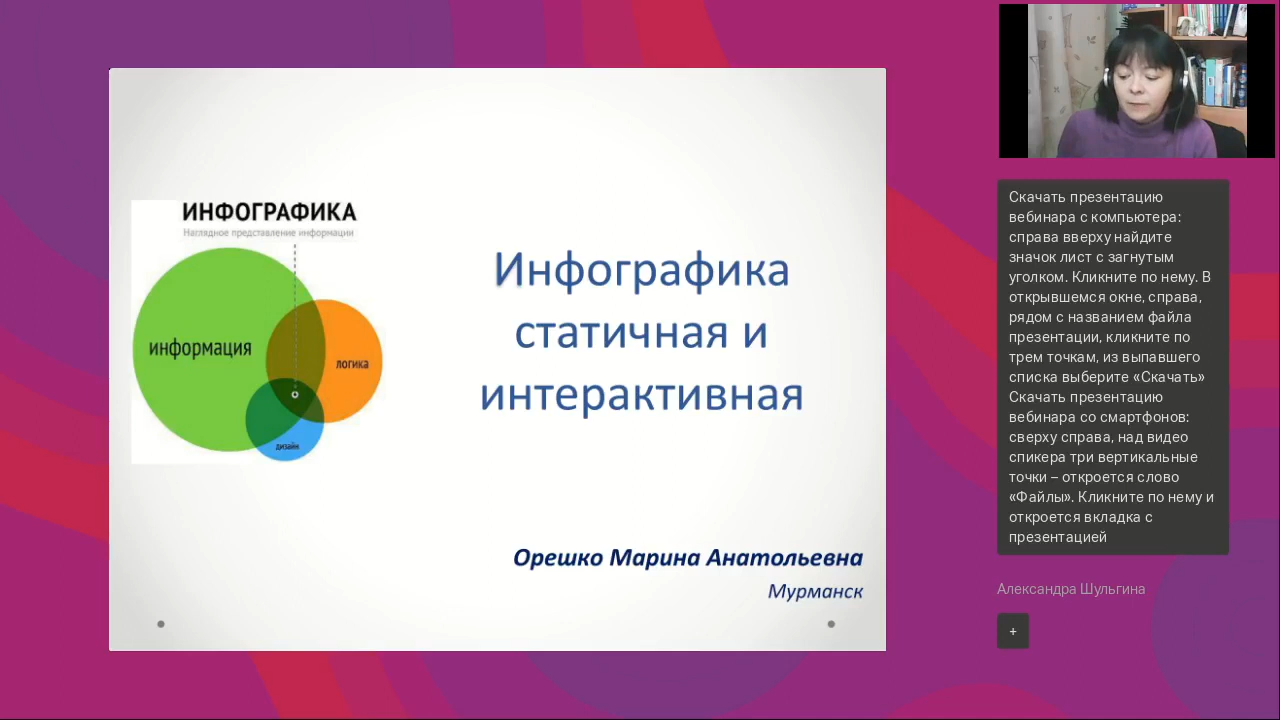 ИНФОГРАФИКА
Наглядное представление информации
информация
логика
дизайн
Инфографика
статичная и
интерактивная
Орешко Марина Анатольевна
Мурманск
Скачать презентацию
вебинара с компьютера:
справа вверху найдите
значок лист с загнутым
уголком. Кликните по нему. В
открывшемся окне, справа,
рядом с названием файла
презентации, кликните по
трем точкам, из выпавшего
списка выберите «Скачать»
Скачать презентацию
вебинара со смартфонов:
сверху справа, над видео
спикера три вертикальные
точки – откроется слово
«Файлы». Кликните по нему и
откроется вкладка с
презентацией
Александра Шульгина
+